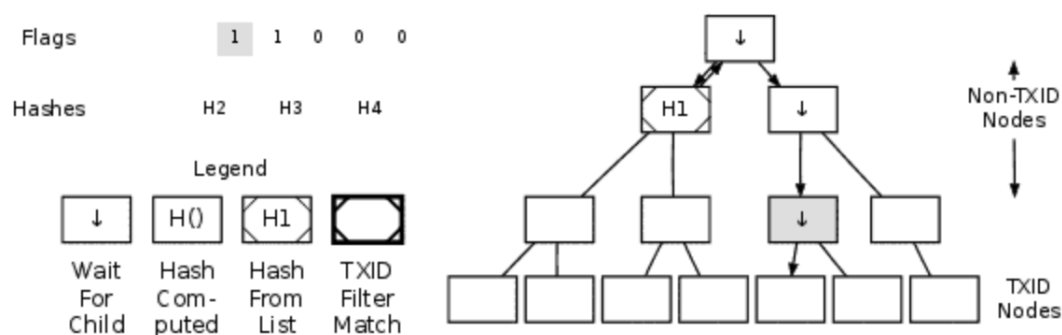 Flags 1 1 0 0 0
Hashes H2 H3 H4
Legend
↓ H() H1
Wait For Child
Hash Com- puted
Hash From List
TXID Filter Match
↓
H1 ↓
↓
Non-TXID
Nodes
TXID
Nodes